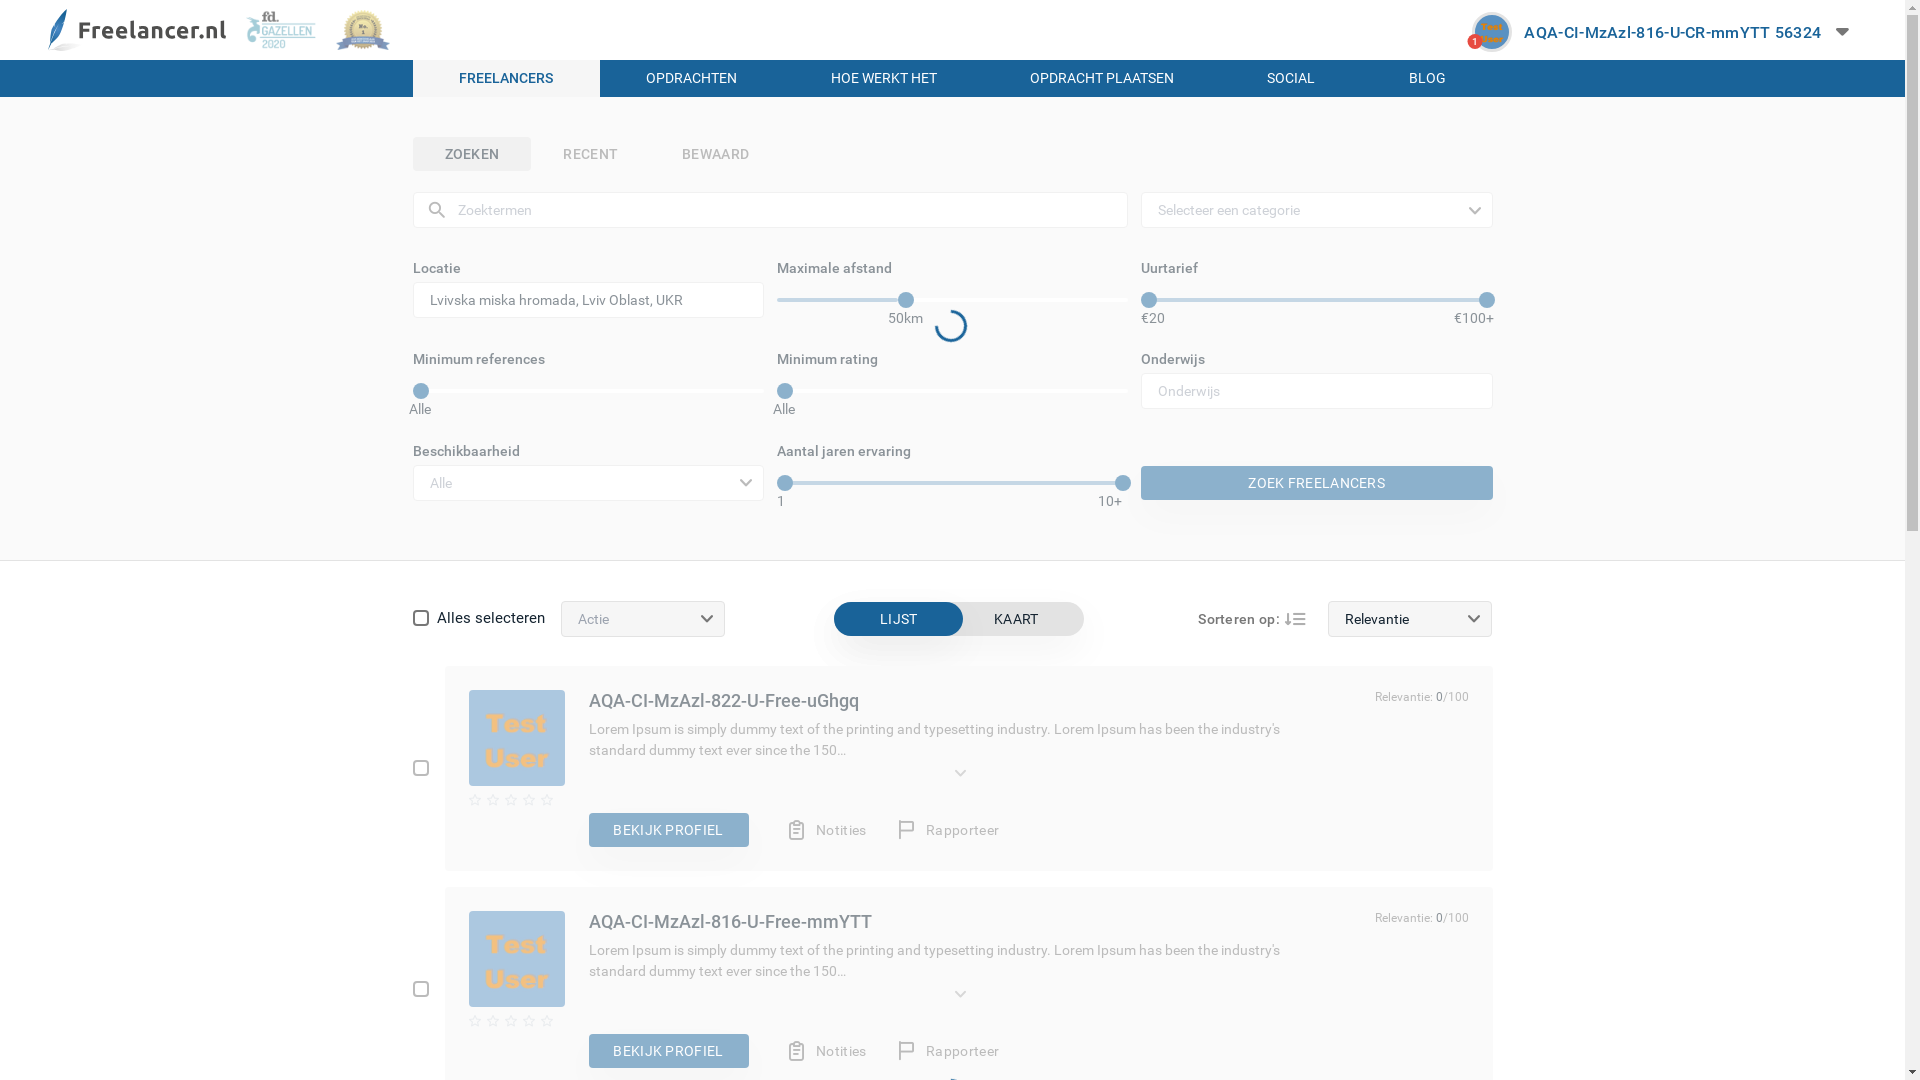 Freelancer.nl
fd.
GAZELLEN
2020
1
AQA-CI-MzAzl-816-U-CR-mmYTT 56324
FREELANCERS OPDRACHTEN HOE WERKT HET OPDRACHT PLAATSEN SOCIAL BLOG
ZOEKEN RECENT BEWAARD
Zoektermen Selecteer een categorie
Locatie Maximale afstand Uurtarief
Lvivska miska hromada, Lviv Oblast, UKR
50km €20 €100+
Minimum references Minimum rating Onderwijs
Onderwijs
Alle Alle
Beschikbaarheid Aantal jaren ervaring
Alle ZOEK FREELANCERS
1 10+
Alles selecteren Actie LIJST KAART Sorteren op: Relevantie
Test
User
AQA-CI-MzAzl-822-U-Free-uGhgq Relevantie: 0/100
Lorem Ipsum is simply dummy text of the printing and typesetting industry. Lorem Ipsum has been the industry's
standard dummy text ever since the 150...
BEKIJK PROFIEL Notities Rapporteer
Test
User
AQA-CI-MzAzl-816-U-Free-mmYTT Relevantie: 0/100
Lorem Ipsum is simply dummy text of the printing and typesetting industry. Lorem Ipsum has been the industry's
standard dummy text ever since the 150...
BEKIJK PROFIEL Notities Rapporteer